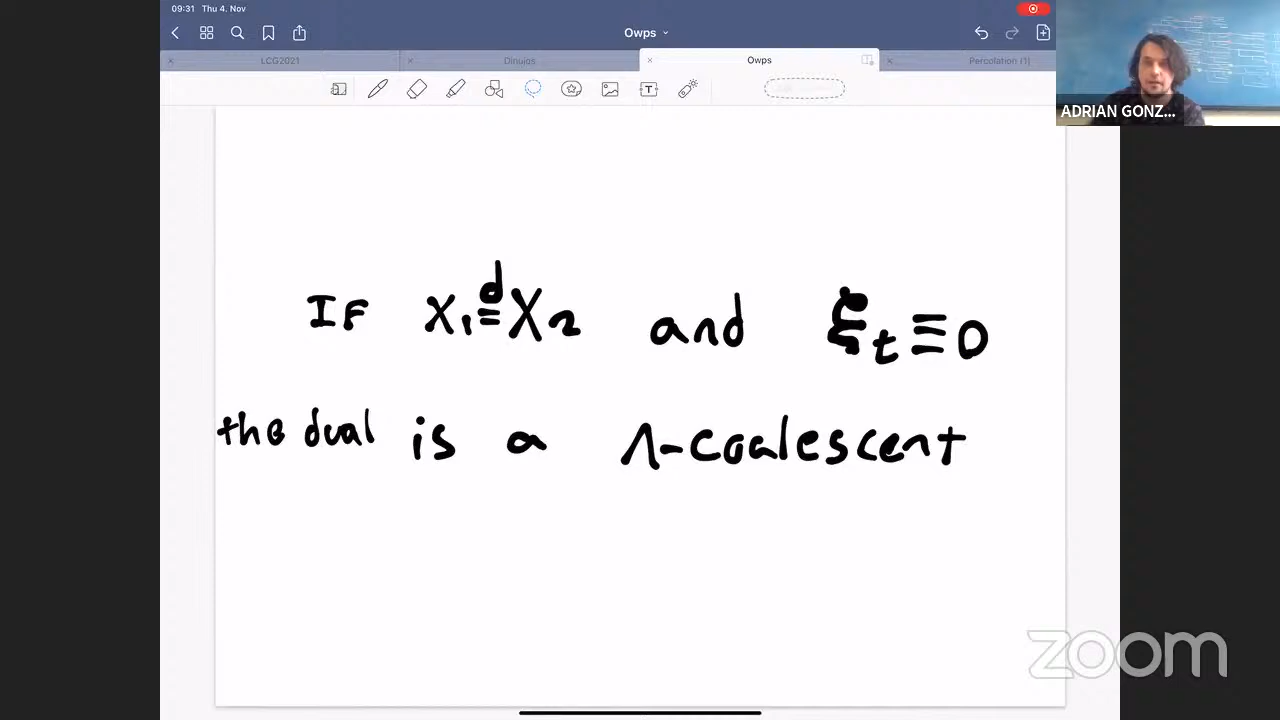 09:31 Thu 4. Nov
Owps
LCG2021
Dinujos
Owps
Percolation (1)
ADRIAN GONZ...
IF X₁ d= X₂ and ξt ≡ 0
the dual is a Λ-coalescent
zoom